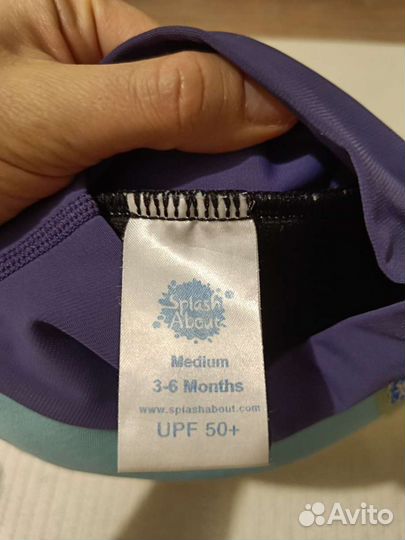 Splash
About
Medium
3-6 Months
www.splashabout.com
UPF 50+
Avito